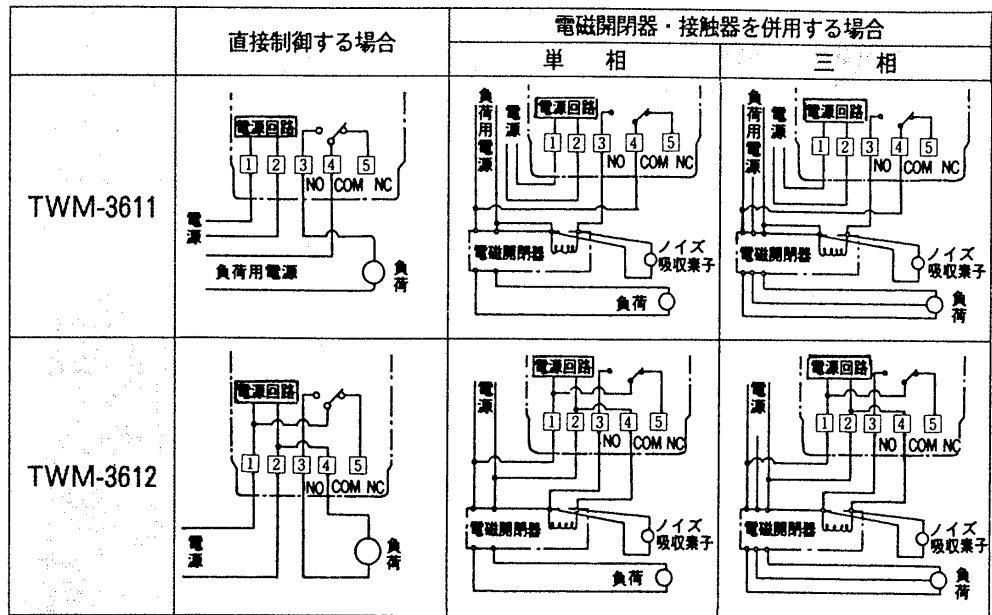 直接制御する場合
電磁開閉器・接触器を併用する場合
単 相
三 相
TWM-3611
電源回路
1 2 3 4 5
NO COM NC
電源
負荷用電源
負荷
負荷用電源
電源
電源回路
1 2 3 4 5
NO COM NC
電磁開閉器
ノイズ
吸収素子
負荷
負荷用電源
電源
電源回路
1 2 3 4 5
NO COM NC
電磁開閉器
ノイズ
吸収素子
負荷
TWM-3612
電源回路
1 2 3 4 5
NO COM NC
電源
負荷
電源
電源回路
1 2 3 4 5
NO COM NC
電磁開閉器
ノイズ
吸収素子
負荷
電源
電源回路
1 2 3 4 5
NO COM NC
電磁開閉器
ノイズ
吸収素子
負荷